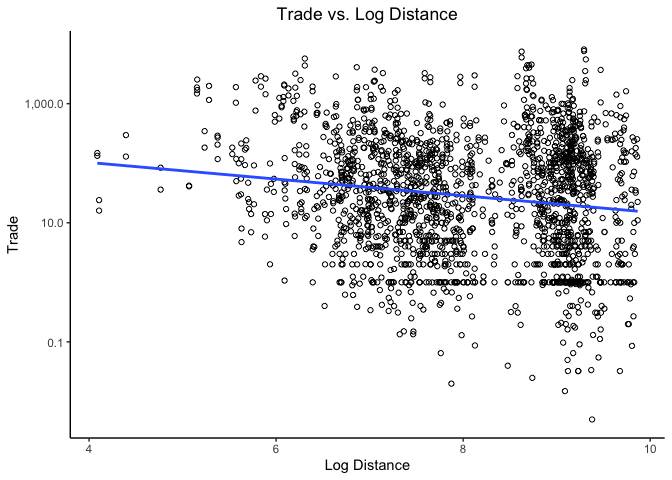 Trade vs. Log Distance
1,000.0
10.0
0.1
Trade
4 6 8 10
Log Distance